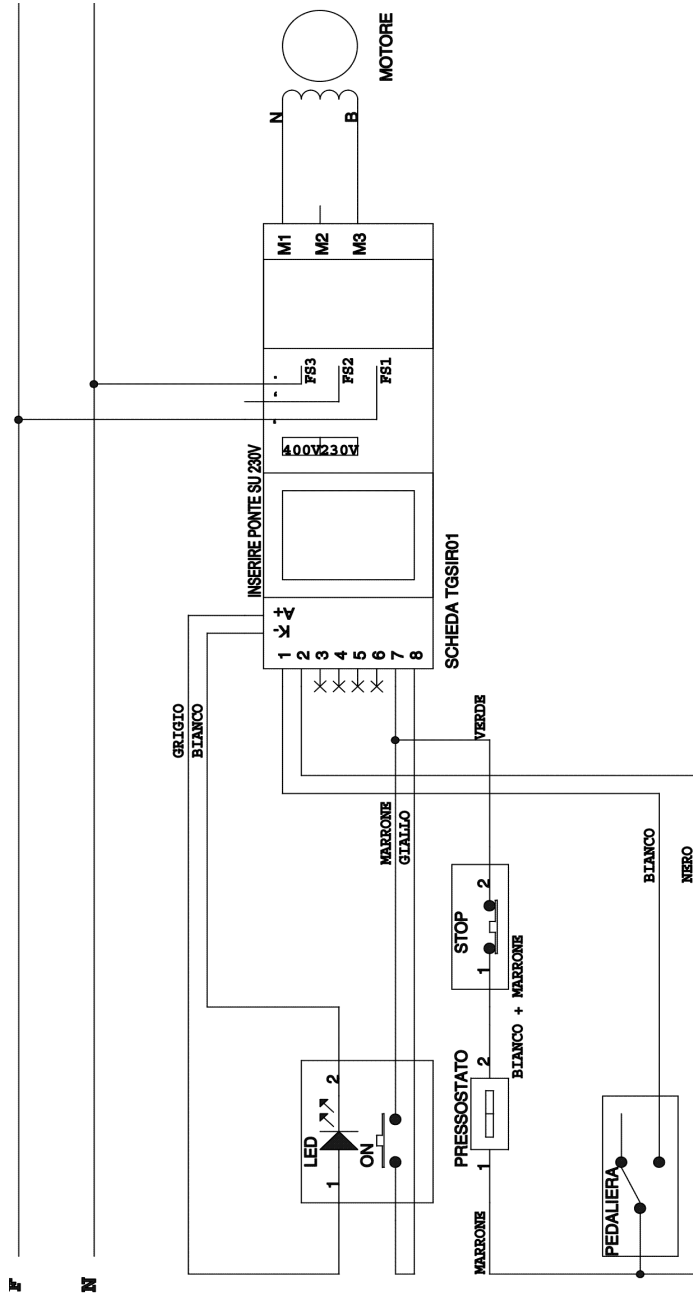 MOTORE
N
B
M1
M2
M3
FS3
FS2
FS1
400V
230V
INSERIRE PONTE SU 230V
SCHEDA TGSIR01
A+
K-
1
2
3
4
5
6
7
8
GRIGIO
BIANCO
MARRONE
GIALLO
VERDE
BIANCO
NERO
STOP
1
2
BIANCO + MARRONE
PRESSOSTATO
1
2
MARRONE
LED
1
2
ON
PEDALIERA
F
N